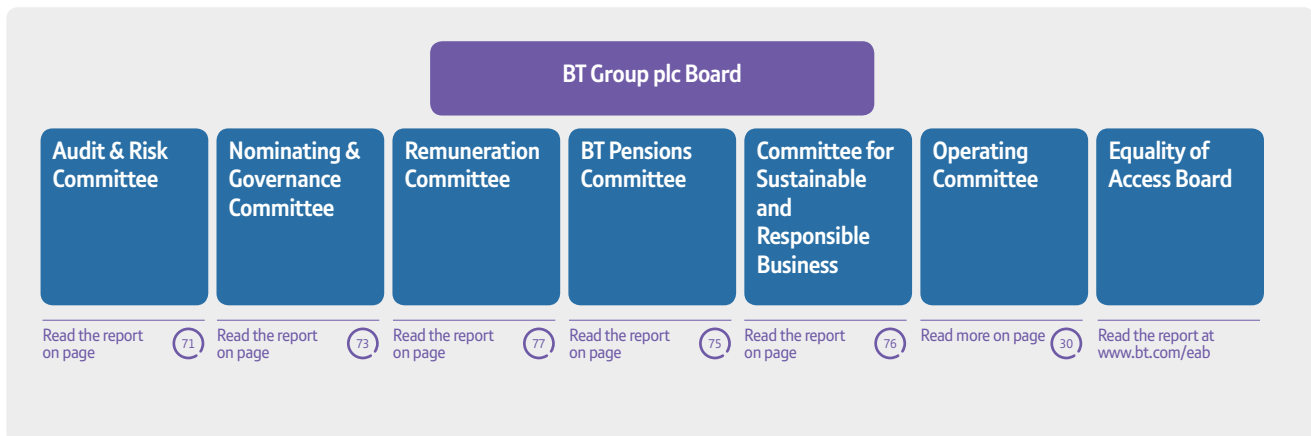 BT Group plc Board
Audit & Risk
Committee
Nominating &
Governance
Committee
Remuneration
Committee
BT Pensions
Committee
Committee for
Sustainable
and
Responsible
Business
Operating
Committee
Equality of
Access Board
Read the report
on page
71
Read the report
on page
73
Read the report
on page
77
Read the report
on page
75
Read the report
on page
76
Read more on page
30
Read the report at
www.bt.com/eab